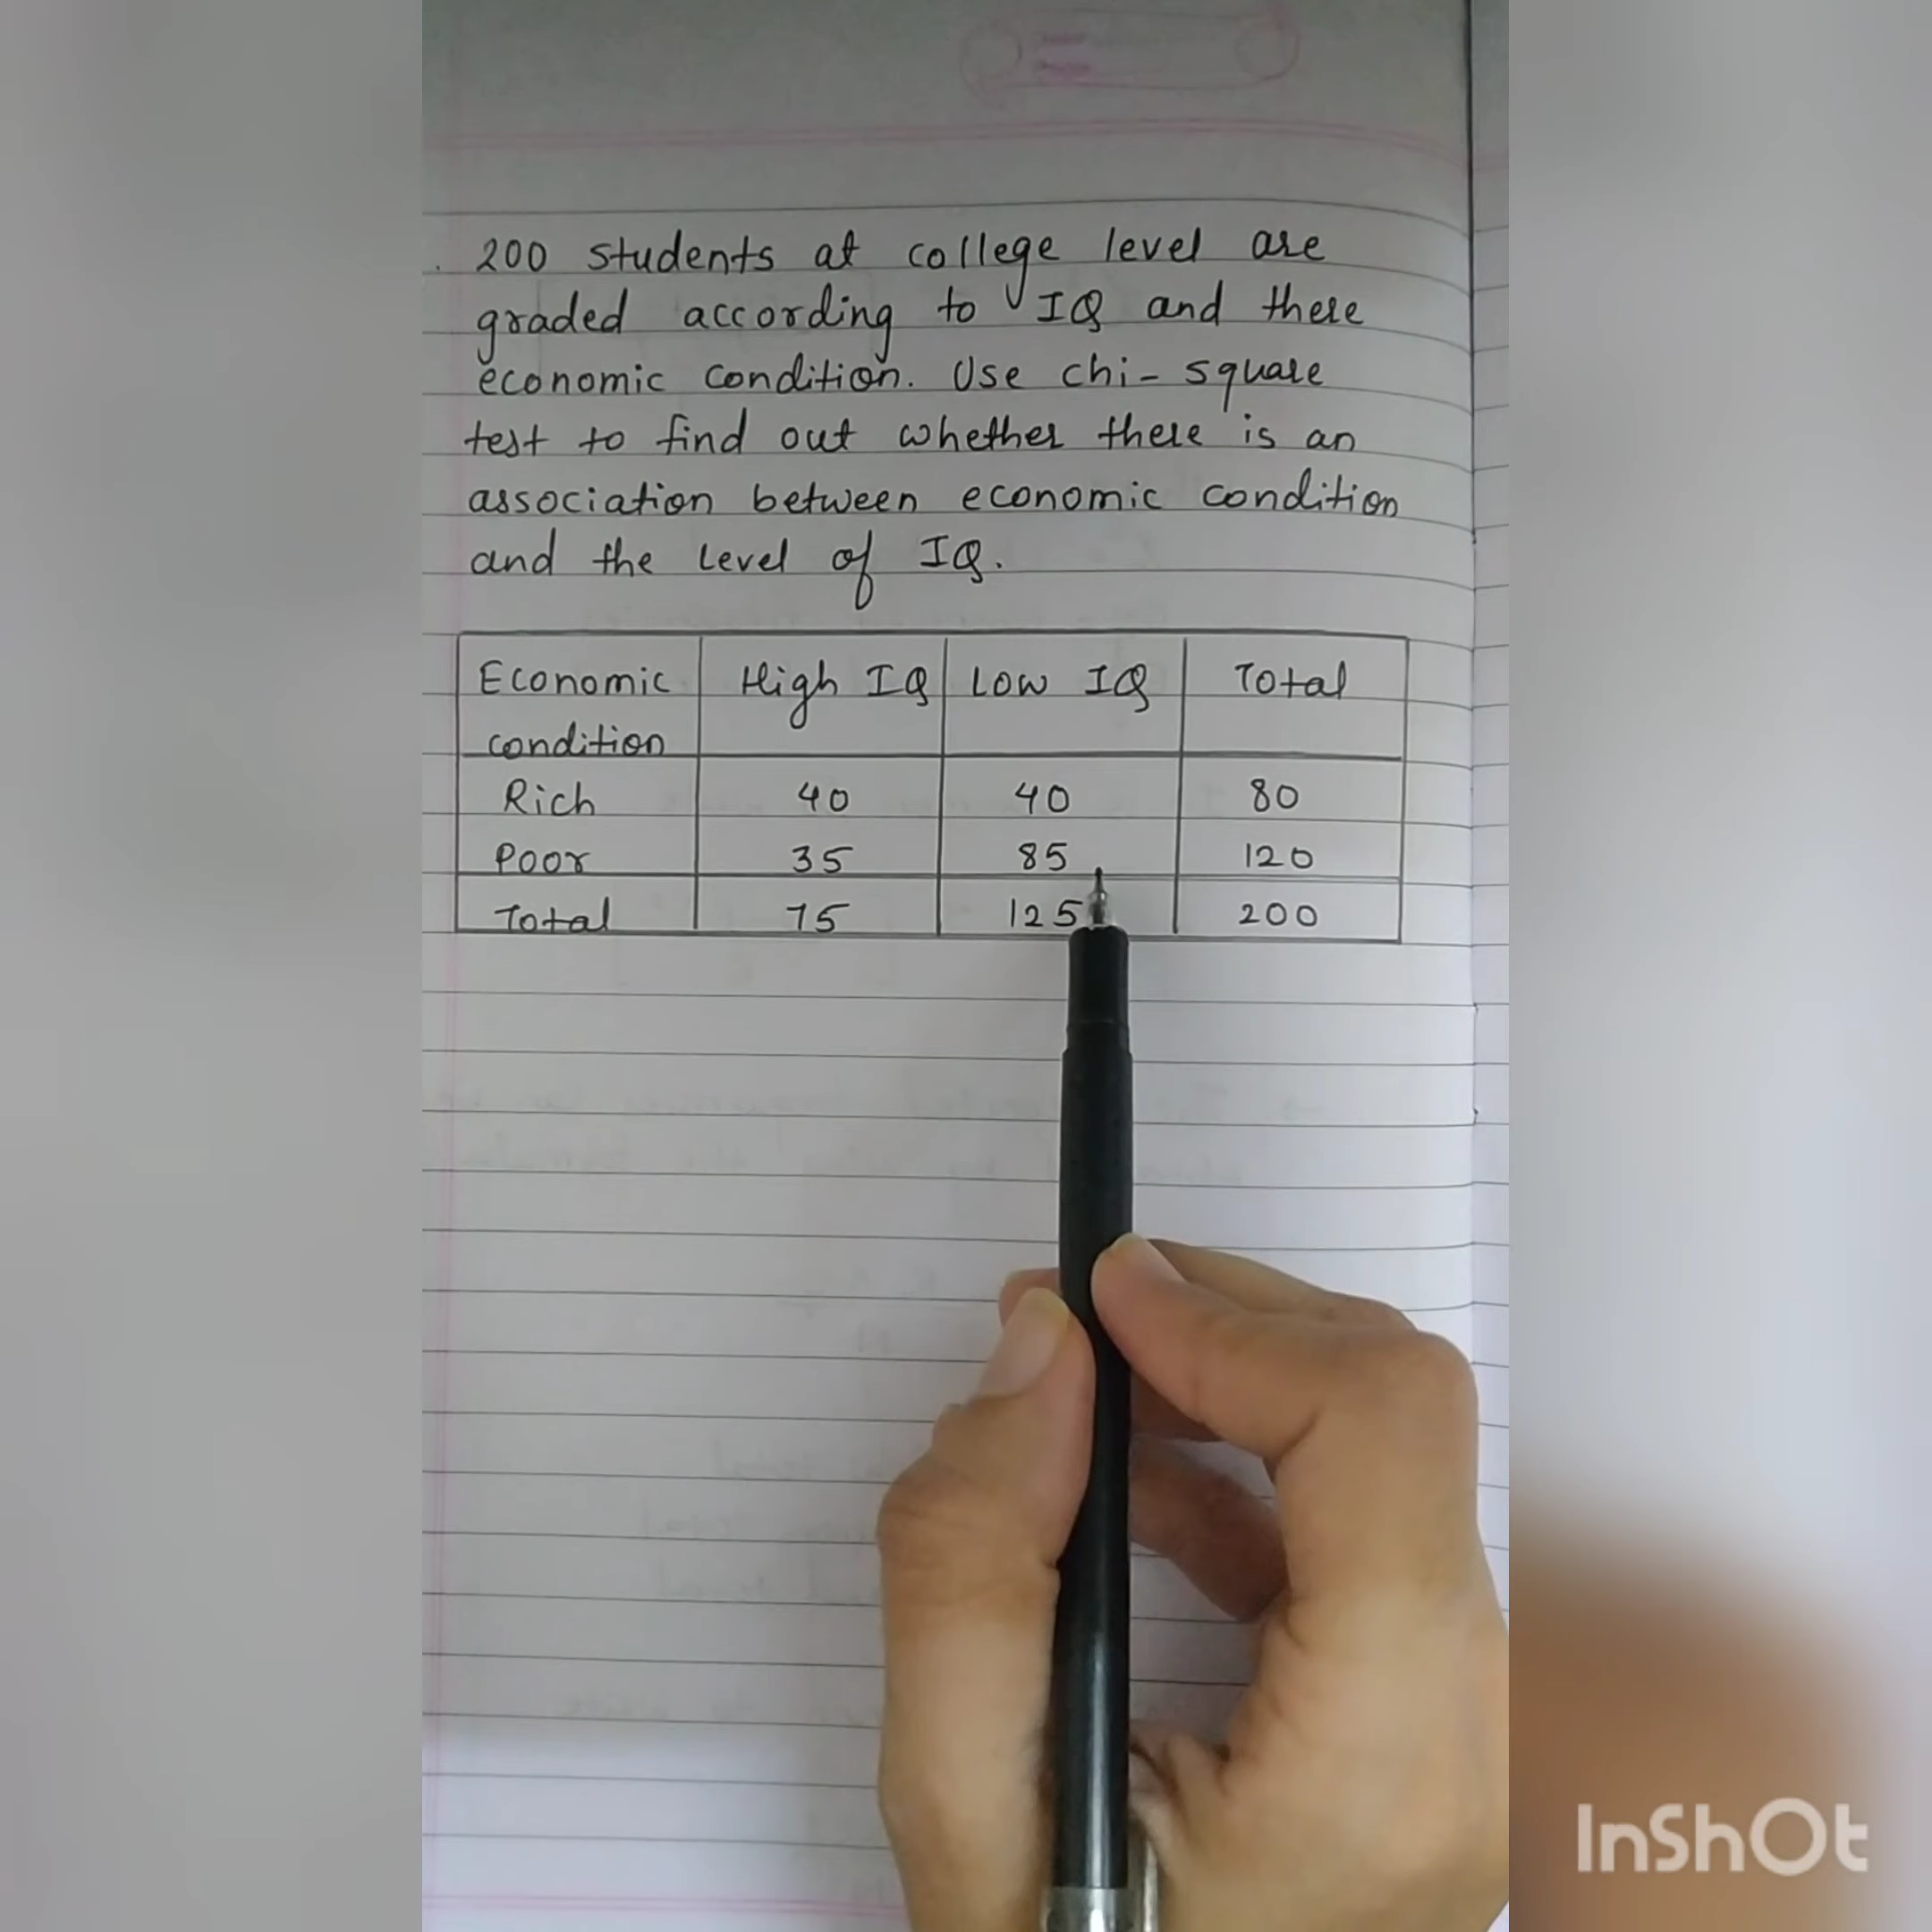 200 students at college level are
graded according to IQ and there
economic condition. Use chi-square
test to find out whether there is an
association between economic condition
and the level of IQ.
Economic condition High IQ Low IQ Total
Rich 40 40 80
Poor 35 85 120
Total 75 125 200
InShOt